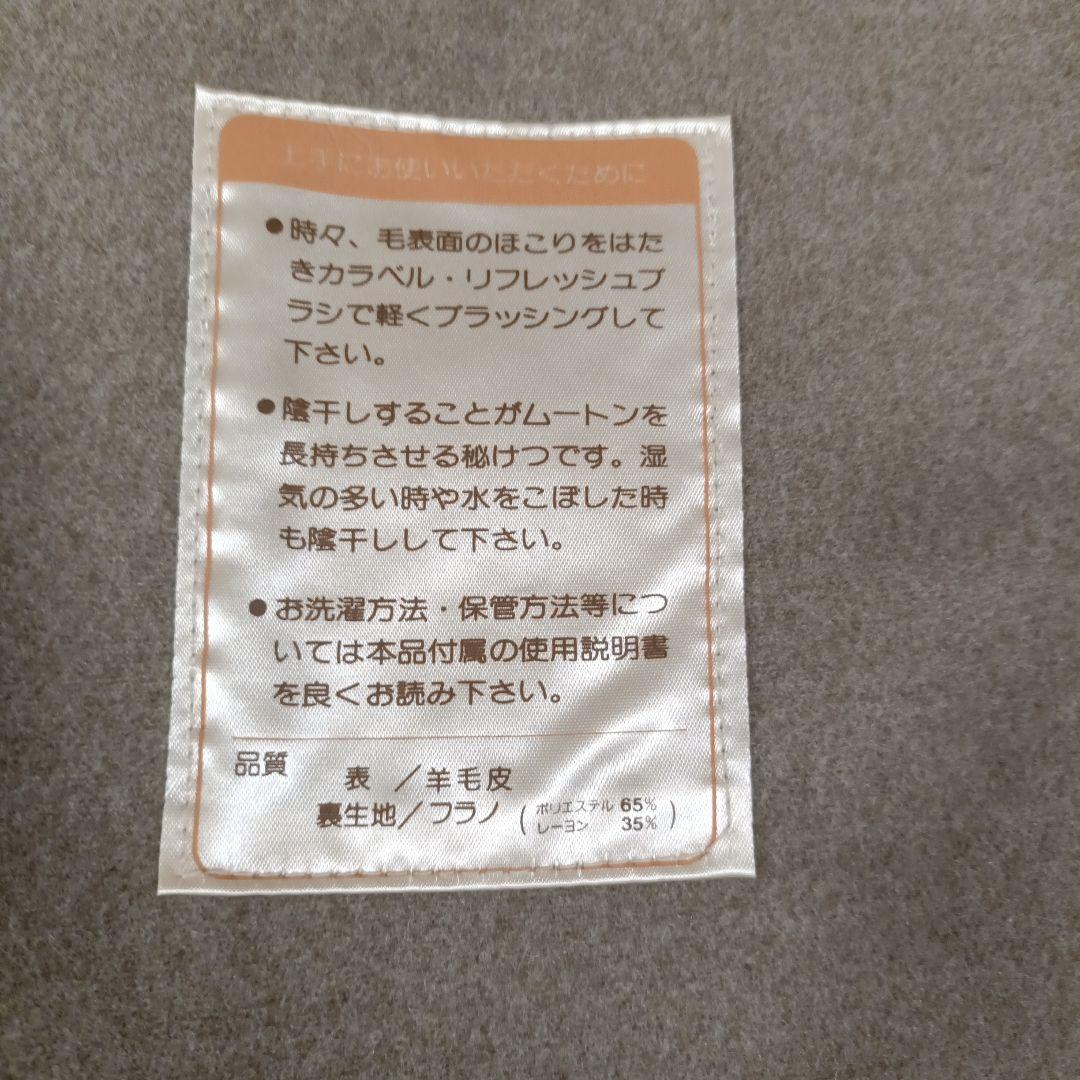 上手にお使いいただくために
●時々、毛表面のほこりをはた
きカラベル・リフレッシュブ
ラシで軽くブラッシングして
下さい。
●陰干しすることがムートンを
長持ちさせる秘けつです。湿
気の多い時や水をこぼした時
も陰干しして下さい。
●お洗濯方法・保管方法等につ
いては本品付属の使用説明書
を良くお読み下さい。
品質
表 ／羊毛皮
裏生地／フラノ (ポリエステル 65%
レーヨン 35%)